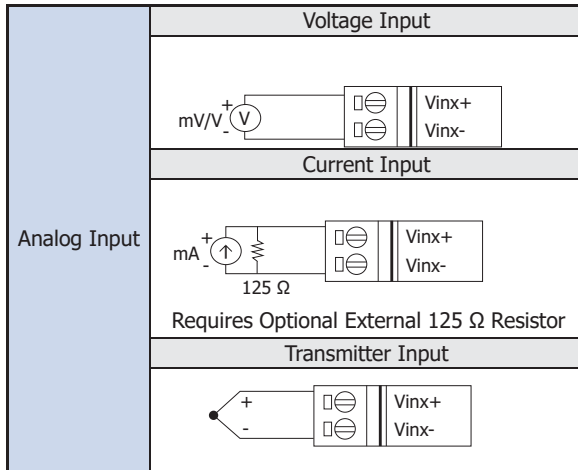 Analog Input
Voltage Input
mV/V
+
-
V
Vinx+
Vinx-
Current Input
mA
+
-
125 Ω
Vinx+
Vinx-
Requires Optional External 125 Ω Resistor
Transmitter Input
+
-
Vinx+
Vinx-